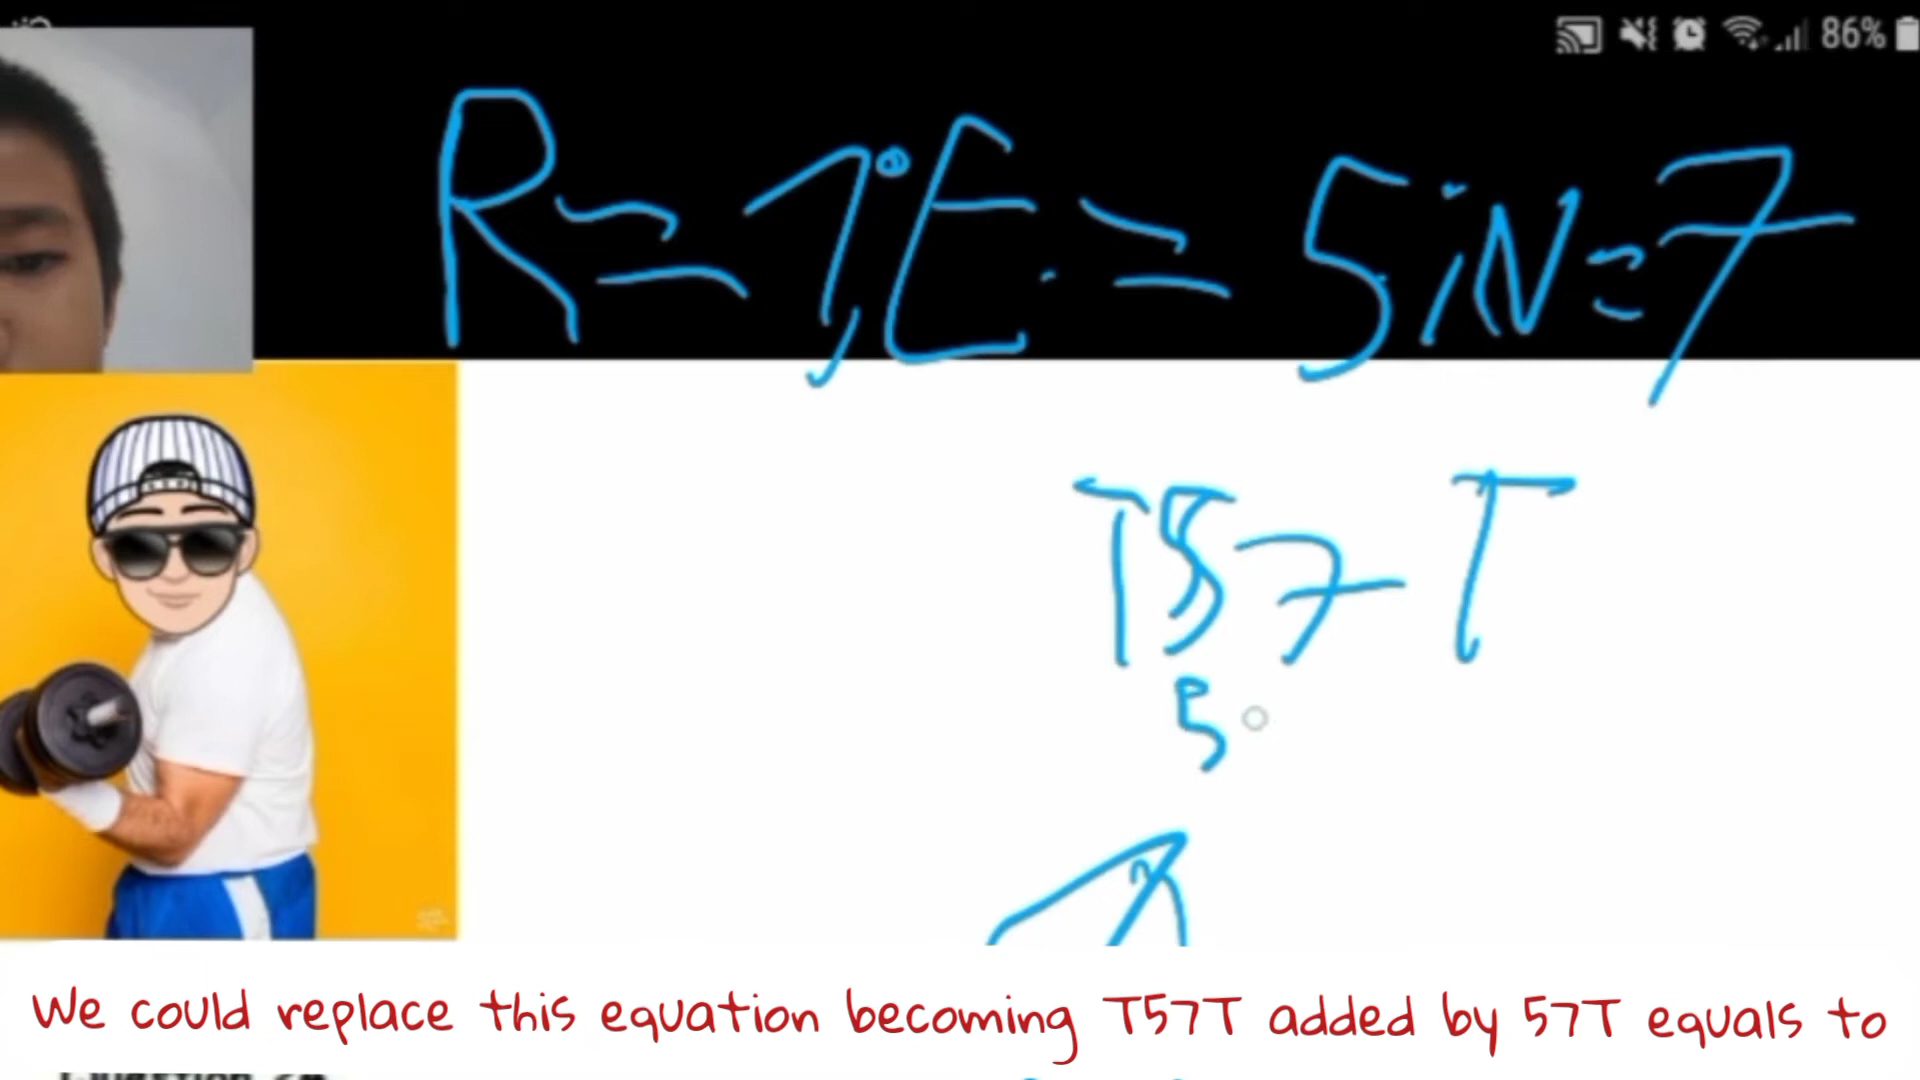 86%
R=1; E=5; N=7
T57T
5
We could replace this equation becoming T57T added by 57T equals to